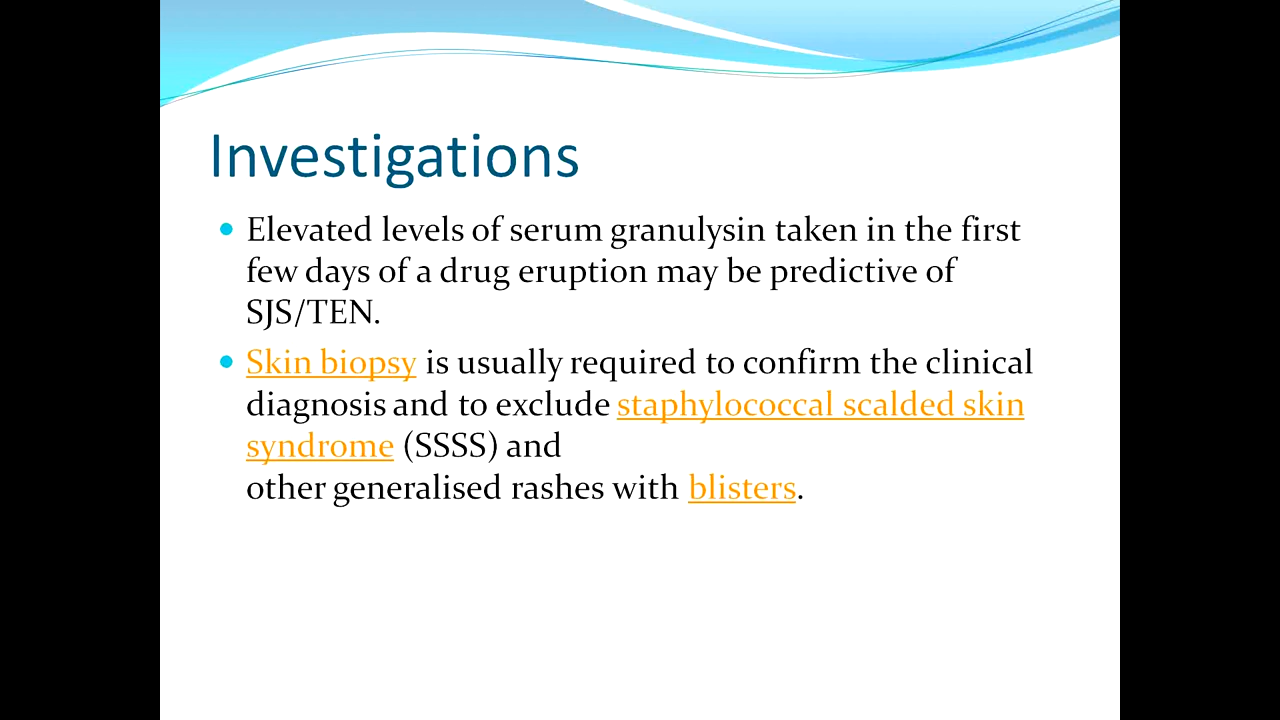 Investigations
Elevated levels of serum granulysin taken in the first
few days of a drug eruption may be predictive of
SJS/TEN.
Skin biopsy is usually required to confirm the clinical
diagnosis and to exclude staphylococcal scalded skin
syndrome (SSSS) and
other generalised rashes with blisters.